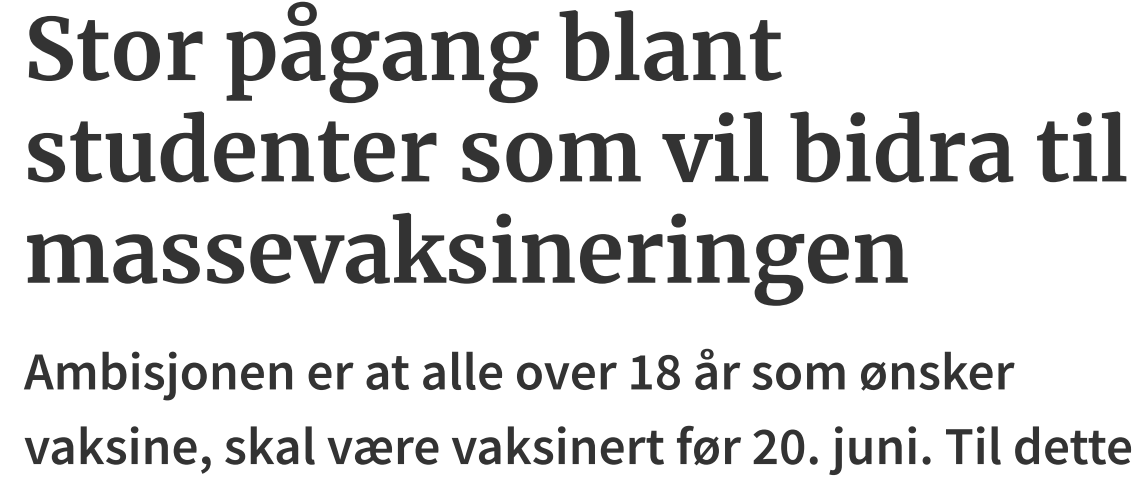 Stor pågang blant
studenter som vil bidra til
massevaksineringen
Ambisjonen er at alle over 18 år som ønsker
vaksine, skal være vaksinert før 20. juni. Til dette